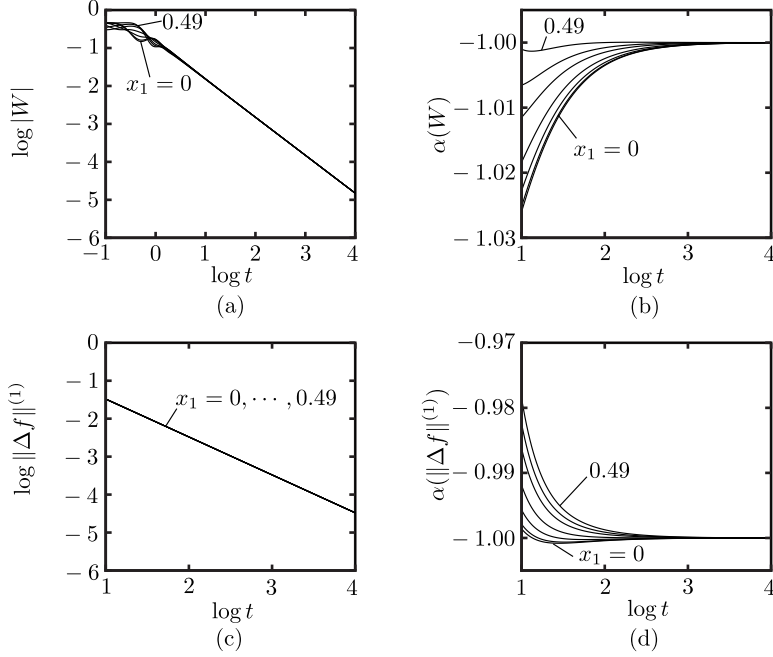 0
−1
−2
−3
−4
−5
−6
−1 0 1 2 3 4
log |W|
log t
0.49
x₁ = 0
(a)
−1.00
−1.01
−1.02
−1.03
1 2 3 4
α(W)
log t
0.49
x₁ = 0
(b)
0
−1
−2
−3
−4
−5
−6
1 2 3 4
log ‖Δf‖⁽¹⁾
log t
x₁ = 0, ⋯ , 0.49
(c)
−0.97
−0.98
−0.99
−1.00
1 2 3 4
α(‖Δf‖⁽¹⁾)
log t
0.49
x₁ = 0
(d)